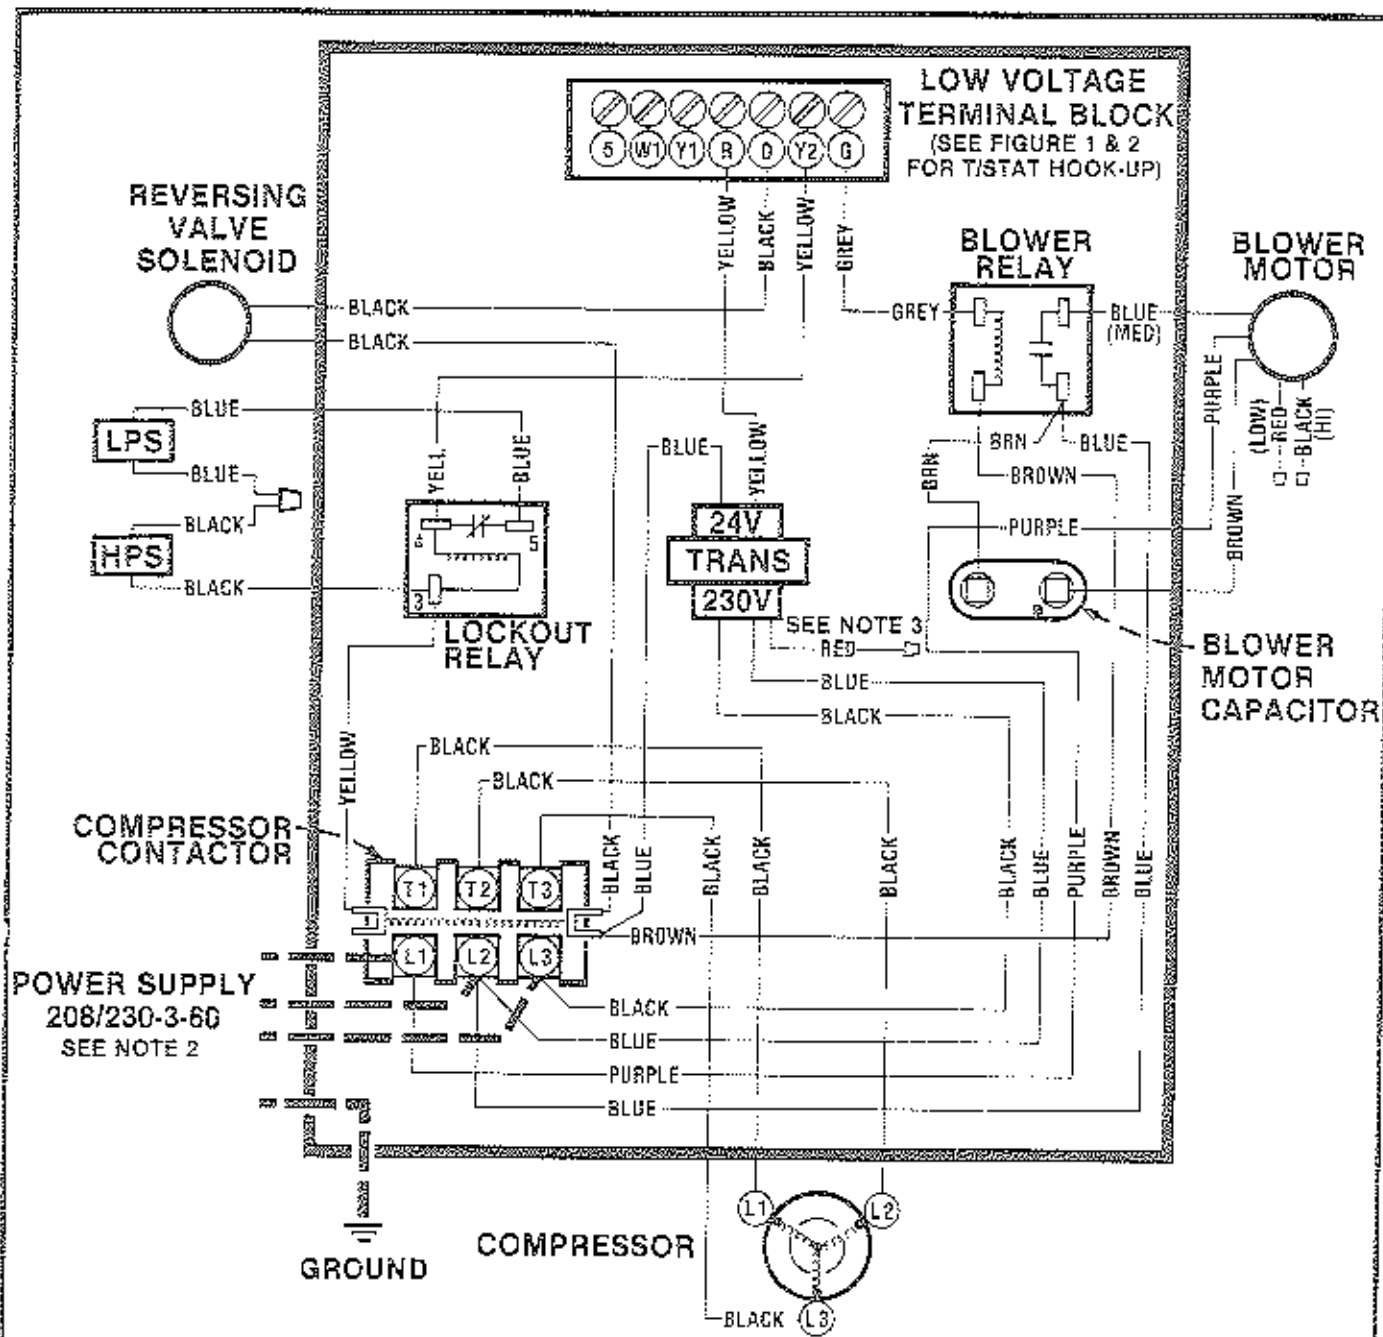 LOW VOLTAGE
TERMINAL BLOCK
(SEE FIGURE 1 & 2
FOR T/STAT HOOK-UP)
5 W1 Y1 R O Y2 G
REVERSING
VALVE
SOLENOID
YELLOW
BLACK
YELLOW
GREY
BLOWER
RELAY
BLOWER
MOTOR
BLACK
BLACK
GREY
BLUE
(MED)
PURPLE
(LOW)
RED
BLACK
(HI)
LPS
BLUE
BLUE
HPS
BLACK
BLACK
YELL
BLUE
BLUE
YELLOW
BRN
BRN
BLUE
BROWN
BROWN
PURPLE
5
3
LOCKOUT
RELAY
24V
TRANS
230V
SEE NOTE 3
RED
BLUE
BLACK
BLOWER
MOTOR
CAPACITOR
YELLOW
BLACK
BLACK
COMPRESSOR
CONTACTOR
T1 T2 T3
L1 L2 L3
BLACK
BLUE
BLACK
BLACK
BLACK
BLACK
BLUE
PURPLE
BROWN
BLUE
BROWN
POWER SUPPLY
208/230-3-60
SEE NOTE 2
BLACK
BLUE
PURPLE
BLUE
GROUND
COMPRESSOR
L1 L2
BLACK L3